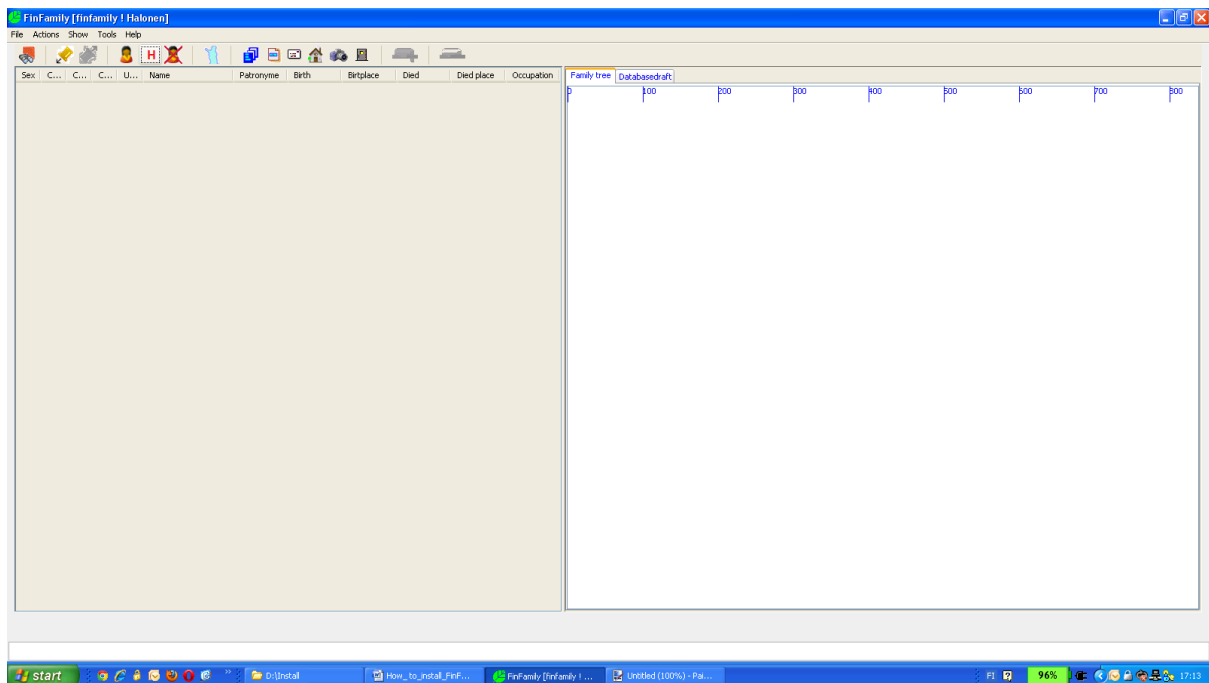 FinFamily [finfamily ! Halonen]
File Actions Show Tools Help
H
Sex C... C... C... U... Name Patronyme Birth Birtplace Died Died place Occupation
Family tree Databasedraft
0 100 200 300 400 500 600 700 800
start » D:\Install How_ to_install_FinF... FinFamily [finfamily ! ... Untitled (100%) - Pai... FI ? 96% 17:13